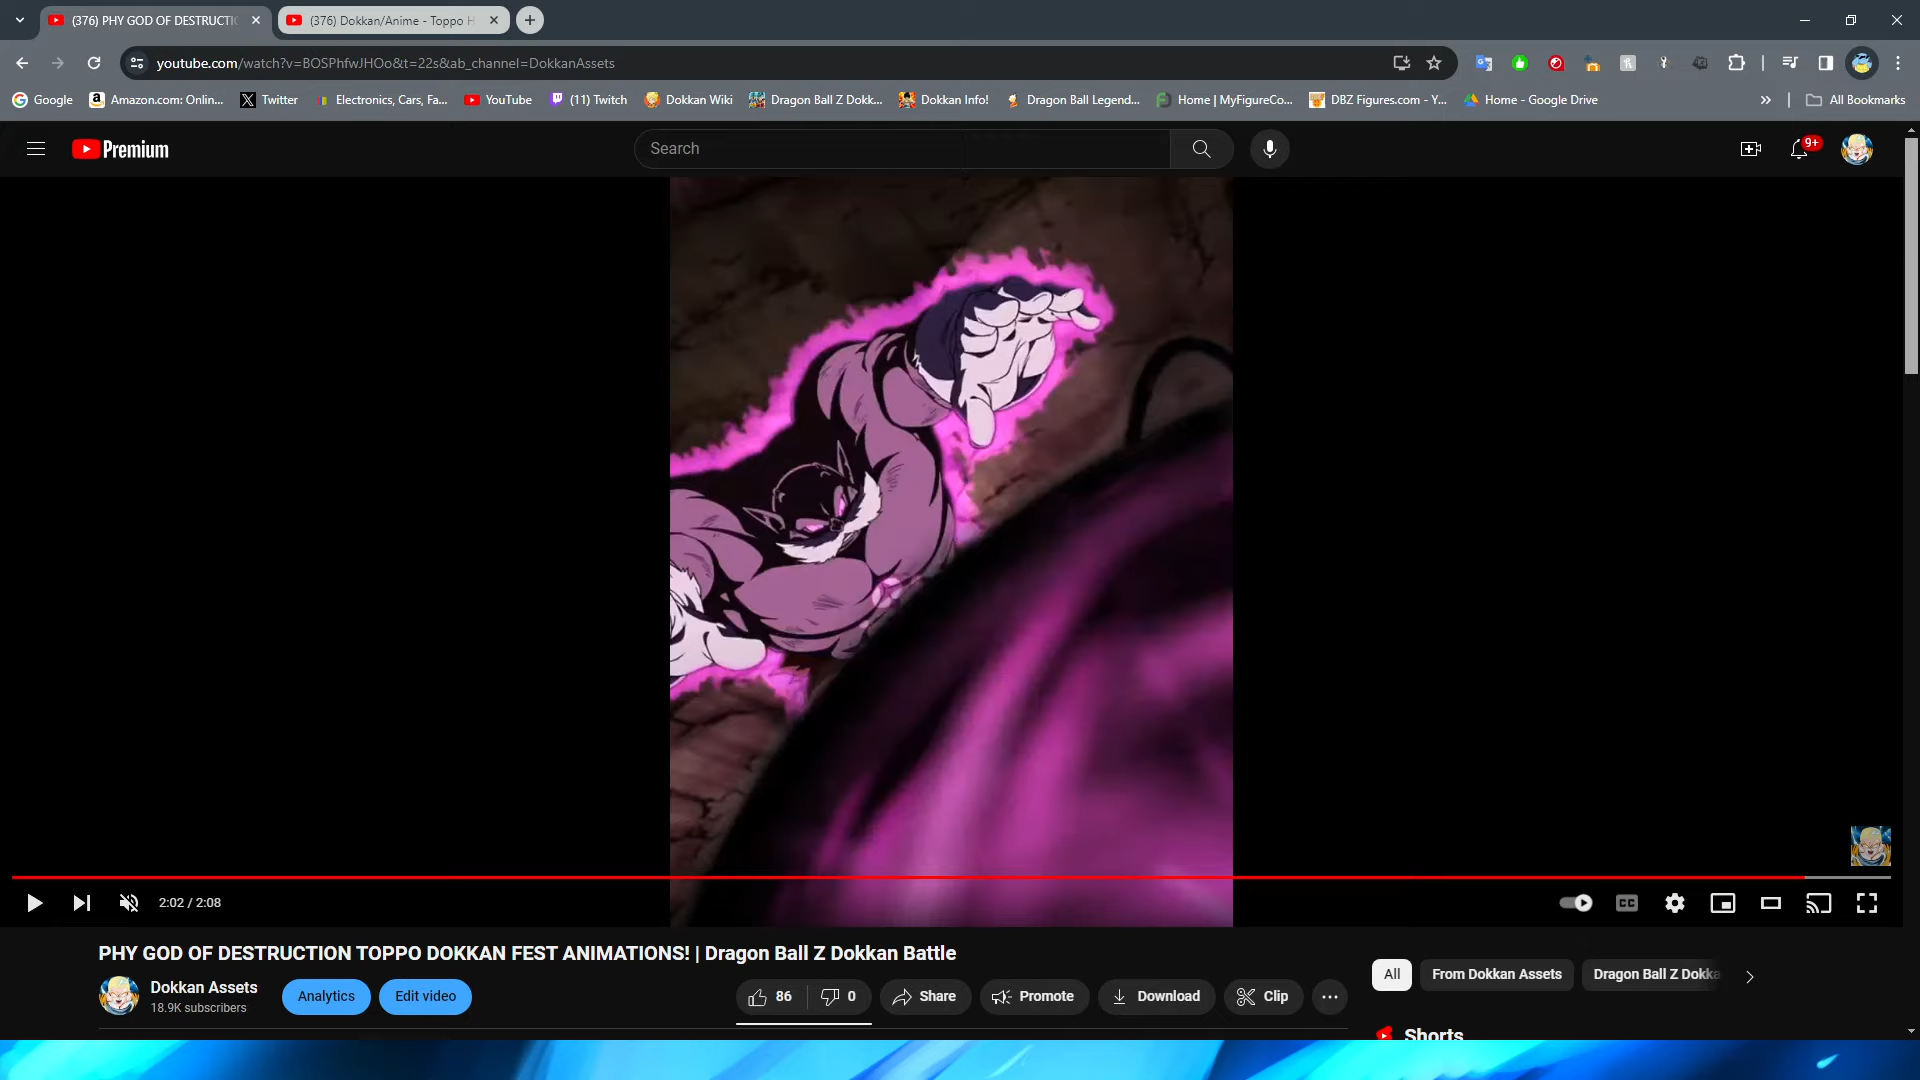 (376) PHY GOD OF DESTRUCTI
(376) Dokkan/Anime - Toppo H
youtube.com/watch?v=BOSPhfwJHOo&t=22s&ab_channel=DokkanAssets
Google
Amazon.com: Onlin...
Twitter
Electronics, Cars, Fa...
YouTube
(11) Twitch
Dokkan Wiki
Dragon Ball Z Dokk...
Dokkan Info!
Dragon Ball Legend...
Home | MyFigureCo...
DBZ Figures.com - Y...
Home - Google Drive
All Bookmarks
Premium
Search
9+
2:02 / 2:08
CC
PHY GOD OF DESTRUCTION TOPPO DOKKAN FEST ANIMATIONS! | Dragon Ball Z Dokkan Battle
Dokkan Assets
18.9K subscribers
Analytics
Edit video
86
0
Share
Promote
Download
Clip
All
From Dokkan Assets
Dragon Ball Z Dokka
Shorts